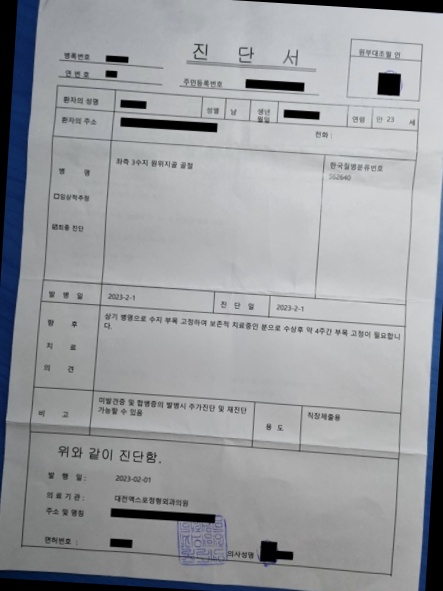 진 단 서
원부대조필 인
병록번호
연 번 호
주민등록번호
환자의 성명 성별 남 생년월일 연령 만 23 세
환자의 주소 전화 :
병 명 좌측 3수지 원위지골 골절 한국질병분류번호
S62640
□임상적추정
☑최종 진단
발 병 일 2023-2-1 진 단 일 2023-2-1
향 후 치 료 의 견
상기 병명으로 수지 부목 고정하여 보존적 치료중인 분으로 수상후 약 4주간 부목 고정이 필요합니
다.
비 고 미발견증 및 합병증의 발병시 추가진단 및 재진단
가능할 수 있음
용 도 직장제출용
위와 같이 진단함.
발 행 일 : 2023-02-01
의 료 기 관 : 대전엑스포정형외과의원
주소 및 명칭
면허번호 : 의사성명